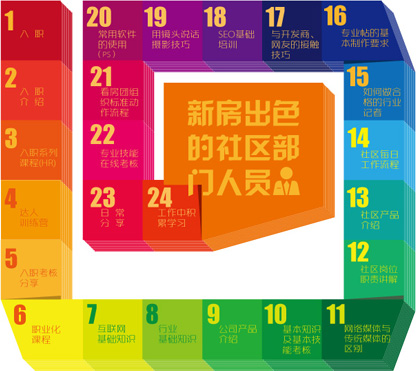 1
入职
2
入职
介绍
3
入职系列
课程(HR)
4
达人
训练营
5
入职考核
分享
6
职业化
课程
7
互联网
基础知识
8
行业
基础知识
9
公司产品
介绍
10
基本知识
及基本技
能考核
11
网络媒体与
传统媒体的
区别
12
社区岗位
职责讲解
13
社区产品
介绍
14
社区每日
工作流程
15
如何做合
格的行业
记者
16
专业帖的基
本制作要求
17
与开发商、
网友的接触
技巧
18
SEO基础
培训
19
用镜头说话
摄影技巧
20
常用软件
的使用
(PS)
21
看房团组
织标准动
作流程
22
专业技能
在线考核
23
日常
分享
24
工作中积
累学习
新房出色
的社区部
门人员